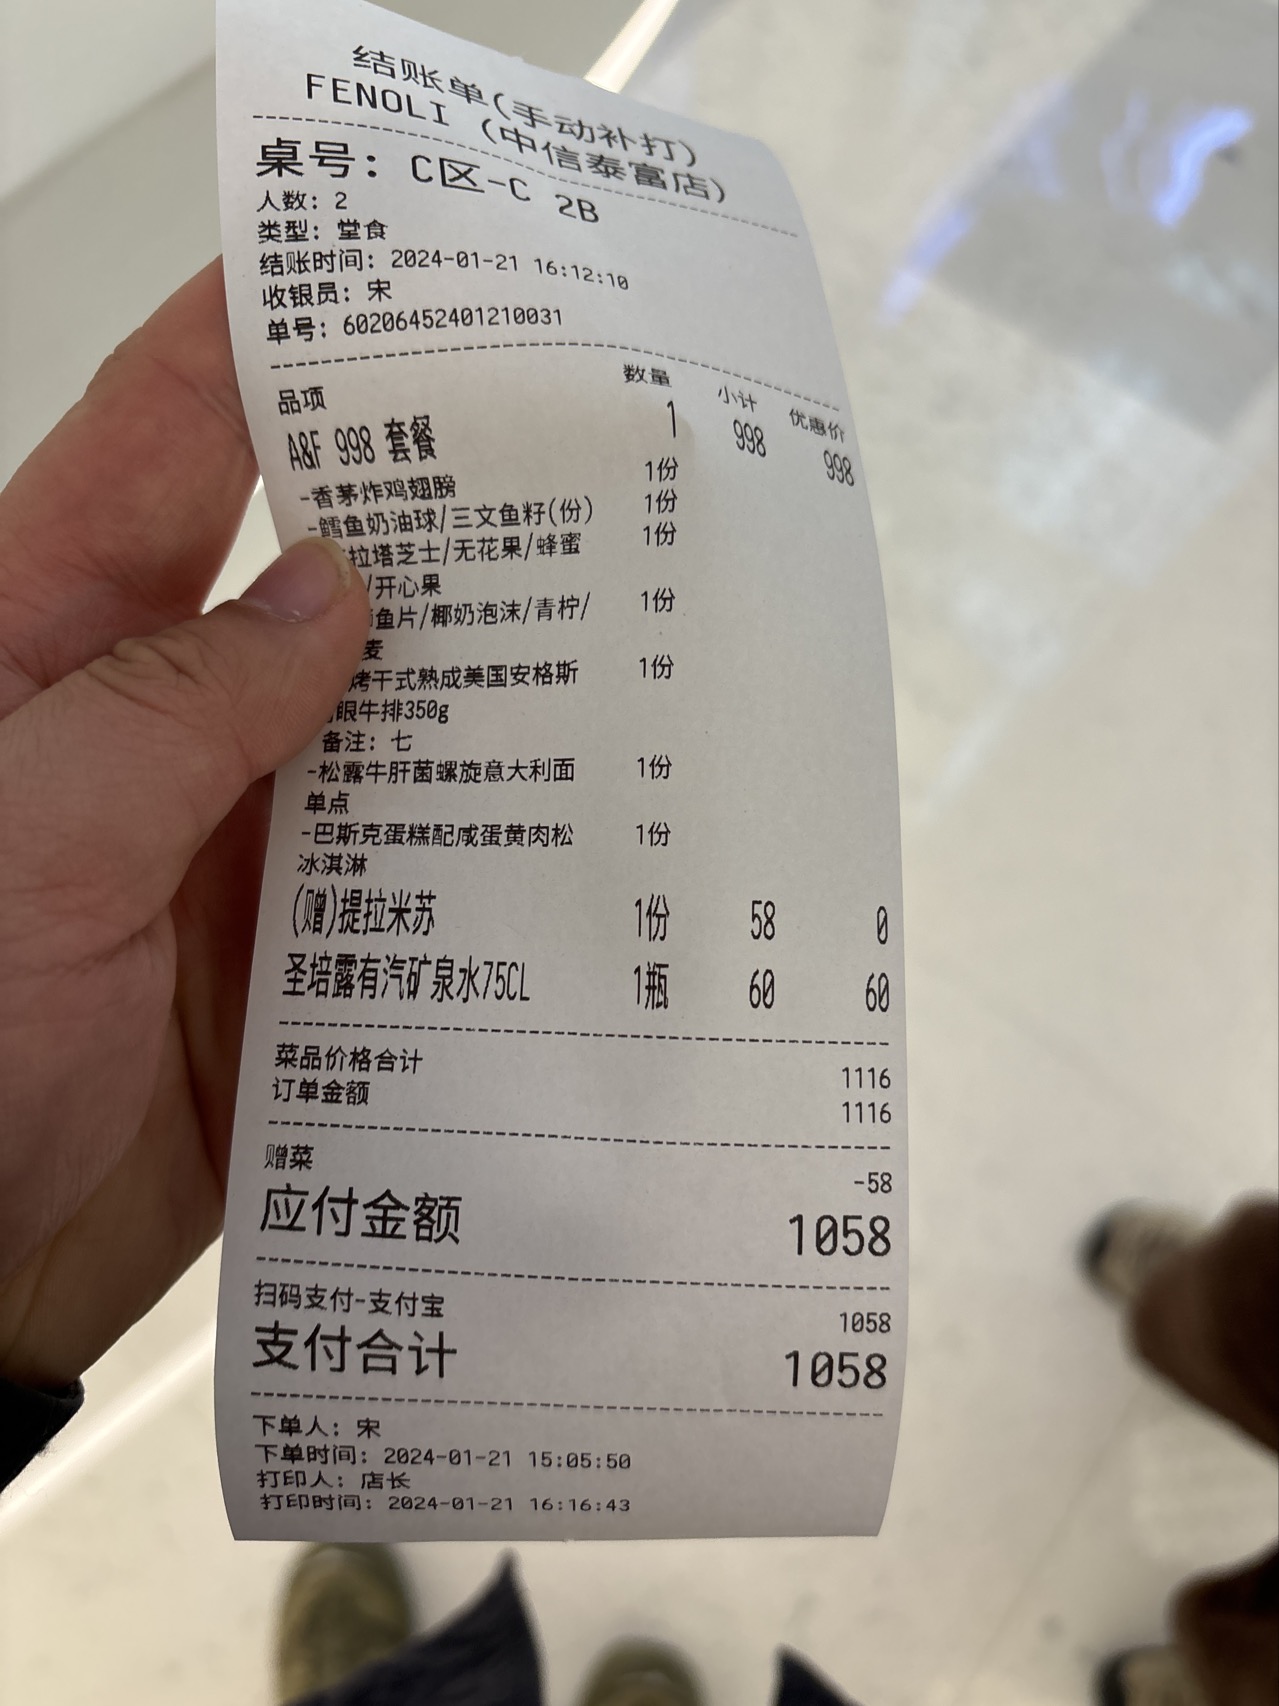 结账单(手动补打)
FENOLI (中信泰富店)
桌号: C区-C 2B
人数: 2
类型: 堂食
结账时间: 2024-01-21 16:12:10
收银员: 宋
单号: 60206452401210031
品项 数量 小计 优惠价
A&F 998 套餐 1 998 998
-香茅炸鸡翅膀 1份
-鳕鱼奶油球/三文鱼籽(份) 1份
拉塔芝士/无花果/蜂蜜 1份
/开心果
鱼片/椰奶泡沫/青柠/ 1份
麦
烤干式熟成美国安格斯 1份
眼牛排350g
备注: 七
-松露牛肝菌螺旋意大利面 1份
单点
-巴斯克蛋糕配咸蛋黄肉松 1份
冰淇淋
(赠)提拉米苏 1份 58 0
圣培露有汽矿泉水75CL 1瓶 60 60
菜品价格合计 1116
订单金额 1116
赠菜 -58
应付金额 1058
扫码支付-支付宝 1058
支付合计 1058
下单人: 宋
下单时间: 2024-01-21 15:05:50
打印人: 店长
打印时间: 2024-01-21 16:16:43